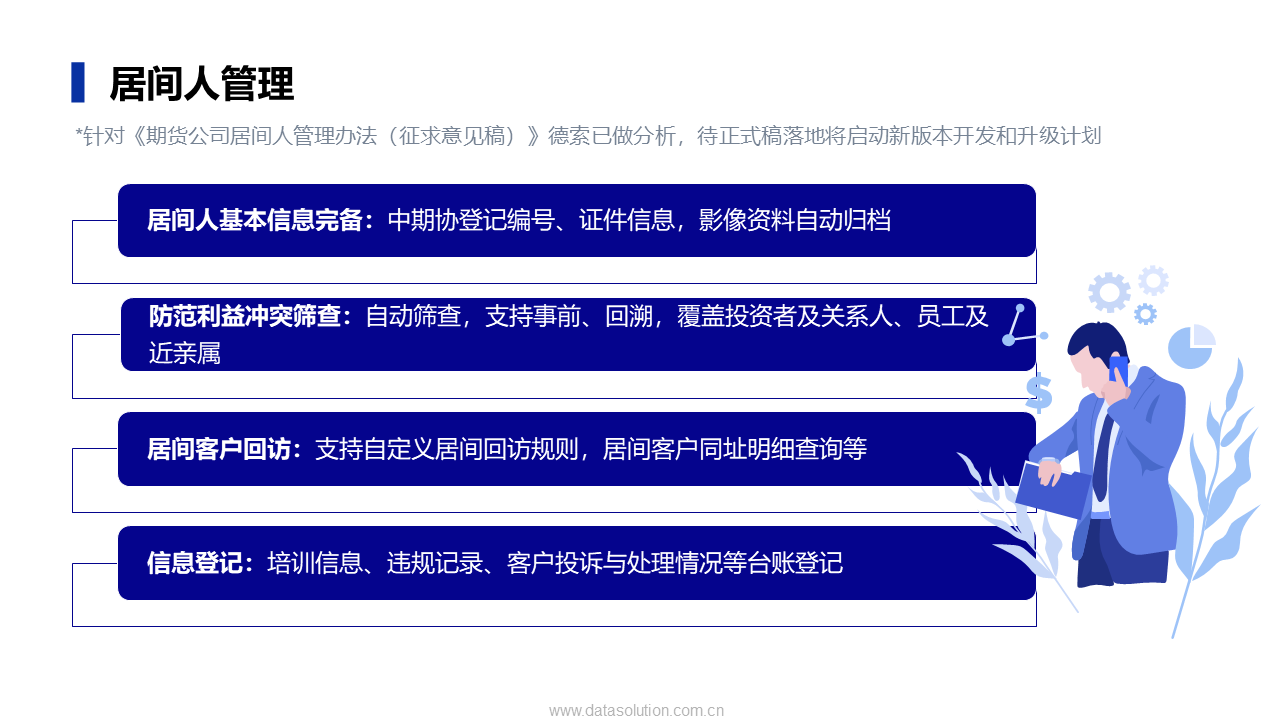 居间人管理
*针对《期货公司居间人管理办法（征求意见稿）》德索已做分析，待正式稿落地将启动新版本开发和升级计划
居间人基本信息完备：中期协登记编号、证件信息，影像资料自动归档
防范利益冲突筛查：自动筛查，支持事前、回溯，覆盖投资者及关系人、员工及
近亲属
$
居间客户回访：支持自定义居间回访规则，居间客户同址明细查询等
信息登记：培训信息、违规记录、客户投诉与处理情况等台账登记
www.datasolution.com.cn